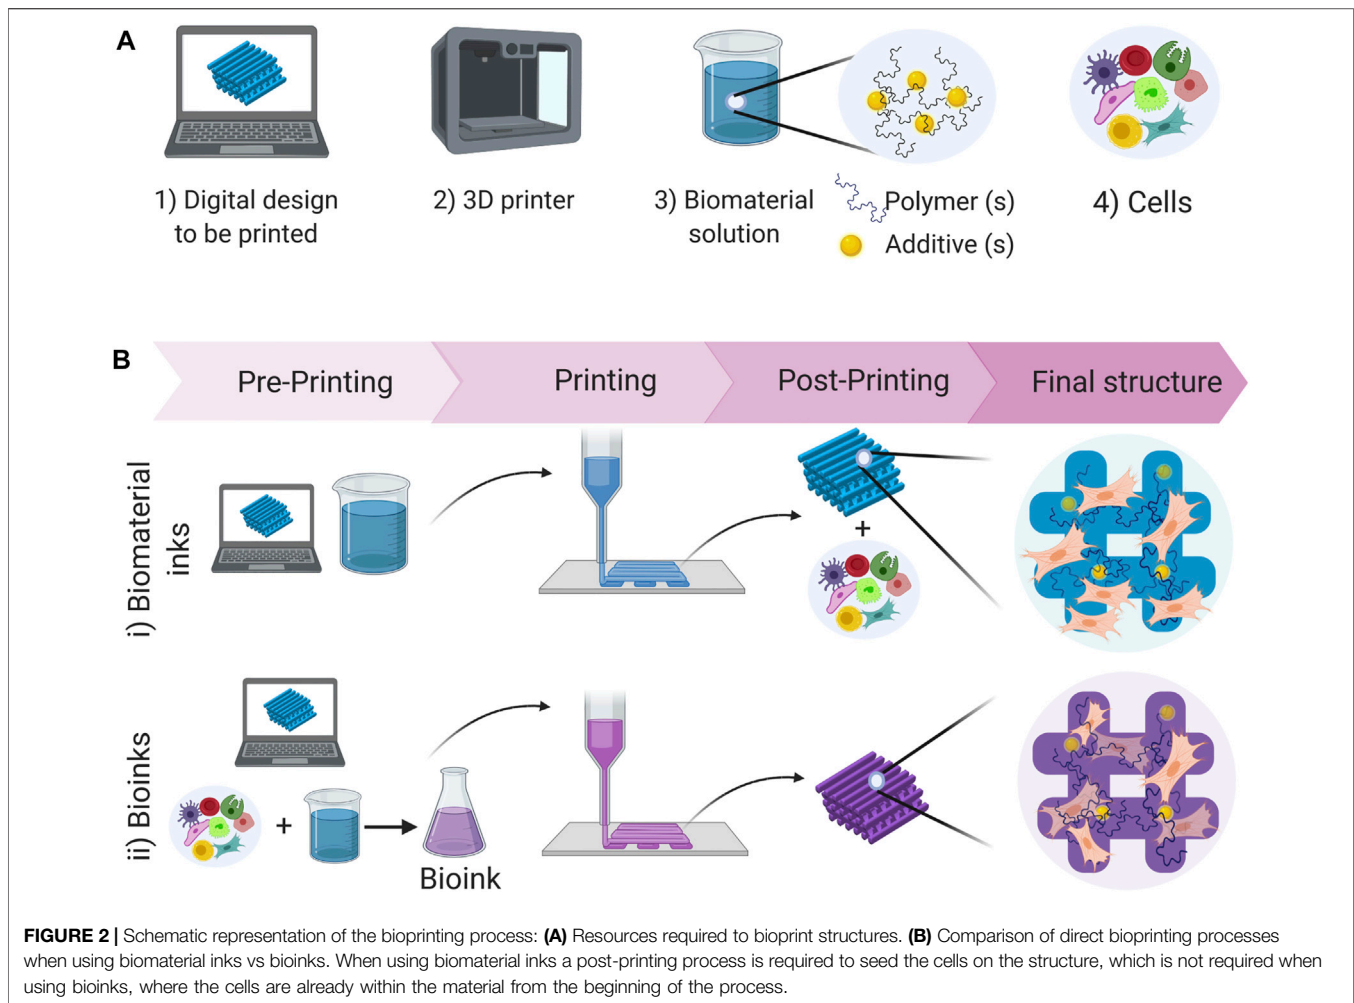 A
1) Digital design
to be printed
2) 3D printer
3) Biomaterial
solution
Polymer (s)
Additive (s)
4) Cells
B
Pre-Printing
Printing
Post-Printing
Final structure
i) Biomaterial
inks
+
ii) Bioinks
+
Bioink
FIGURE 2 | Schematic representation of the bioprinting process: (A) Resources required to bioprint structures. (B) Comparison of direct bioprinting processes
when using biomaterial inks vs bioinks. When using biomaterial inks a post-printing process is required to seed the cells on the structure, which is not required when
using bioinks, where the cells are already within the material from the beginning of the process.